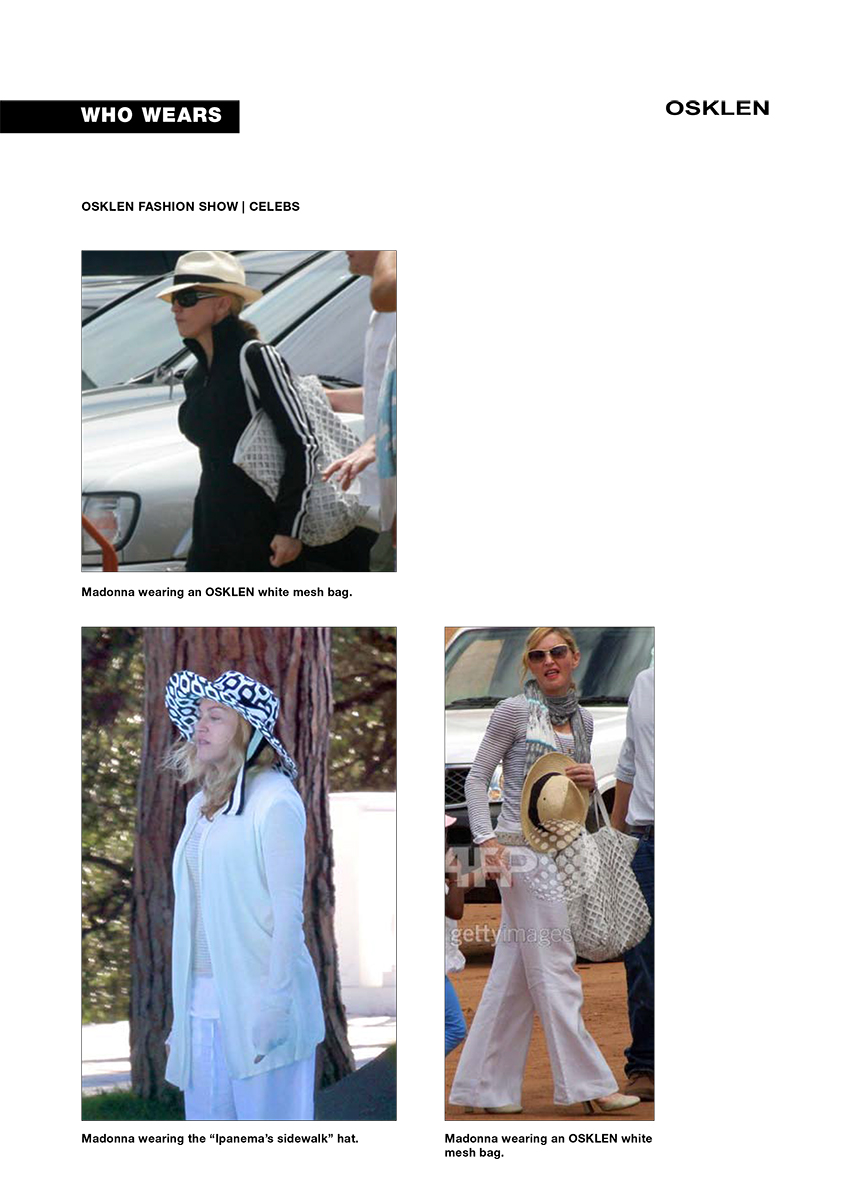 WHO WEARS
OSKLEN
OSKLEN FASHION SHOW | CELEBS
Madonna wearing an OSKLEN white mesh bag.
AFP
gettyimages
Madonna wearing the “Ipanema’s sidewalk” hat.
Madonna wearing an OSKLEN white
mesh bag.